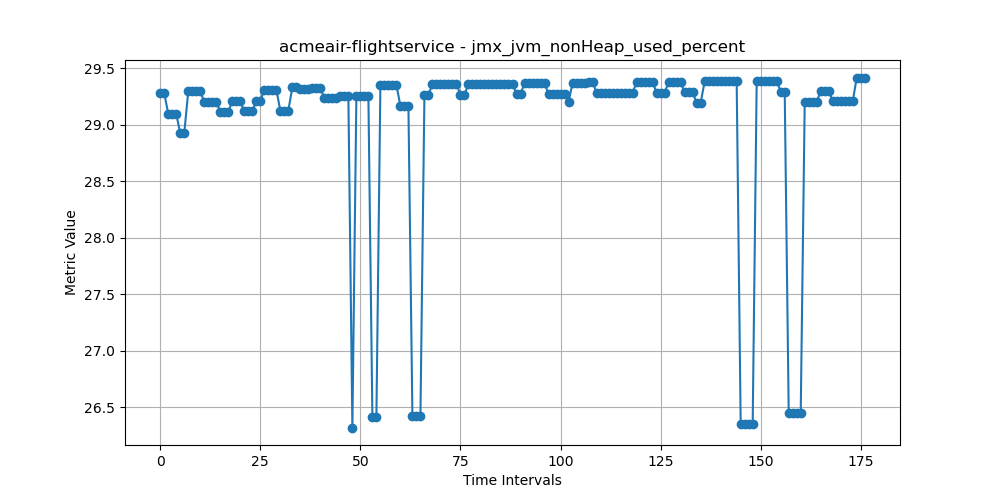 acmeair-flightservice - jmx_jvm_nonHeap_used_percent
29.5
29.0
28.5
28.0
27.5
27.0
26.5
Metric Value
0 25 50 75 100 125 150 175
Time Intervals